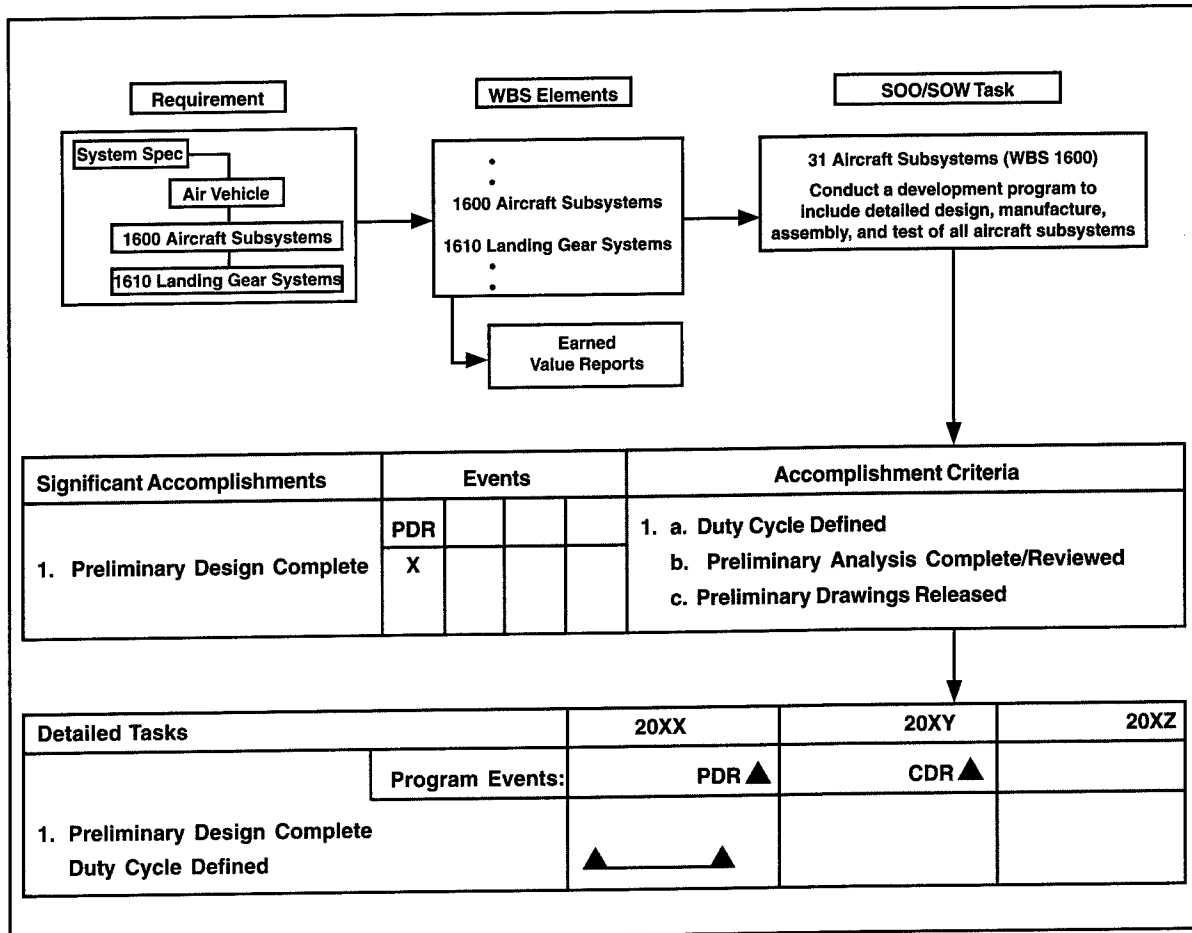 Requirement
WBS Elements
SOO/SOW Task
System Spec
Air Vehicle
1600 Aircraft Subsystems
1610 Landing Gear Systems
•
•
1600 Aircraft Subsystems
1610 Landing Gear Systems
•
•
31 Aircraft Subsystems (WBS 1600)
Conduct a development program to
include detailed design, manufacture,
assembly, and test of all aircraft subsystems
Earned
Value Reports
Significant Accomplishments
Events
Accomplishment Criteria
PDR
1. Preliminary Design Complete
X
1. a. Duty Cycle Defined
b. Preliminary Analysis Complete/Reviewed
c. Preliminary Drawings Released
Detailed Tasks
20XX
20XY
20XZ
Program Events:
PDR
CDR
1. Preliminary Design Complete
Duty Cycle Defined